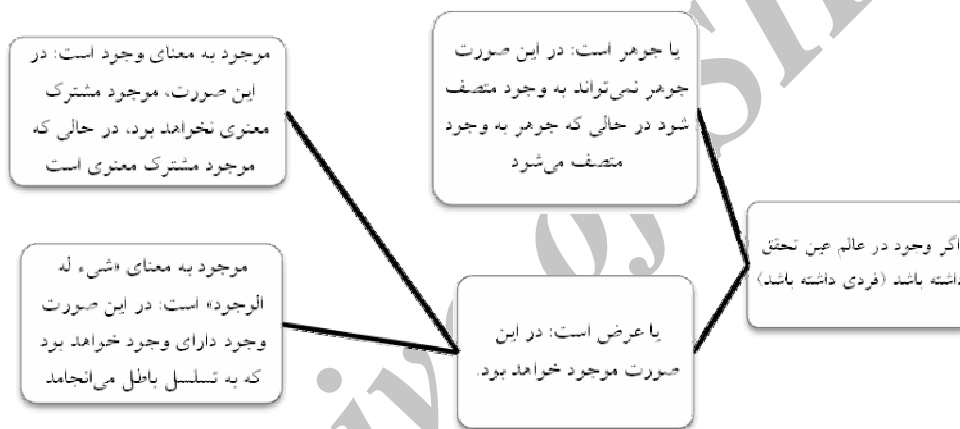 اگر وجود در عالم عین تحقق
داشته باشد (فردی داشته باشد)
یا جوهر است: در این صورت
جوهر نمی‌تواند به وجود متصف
شود در حالی که جوهر به وجود
متصف می‌شود
یا عرض است: در این
صورت موجود خواهد بود.
موجود به معنای وجود است: در
این صورت، موجود مشترک
معنوی نخواهد بود، در حالی که
موجود مشترک معنوی است
موجود به معنای «شیء له
الوجود» است: در این صورت
وجود دارای وجود خواهد بود
که به تسلسل باطل می‌انجامد